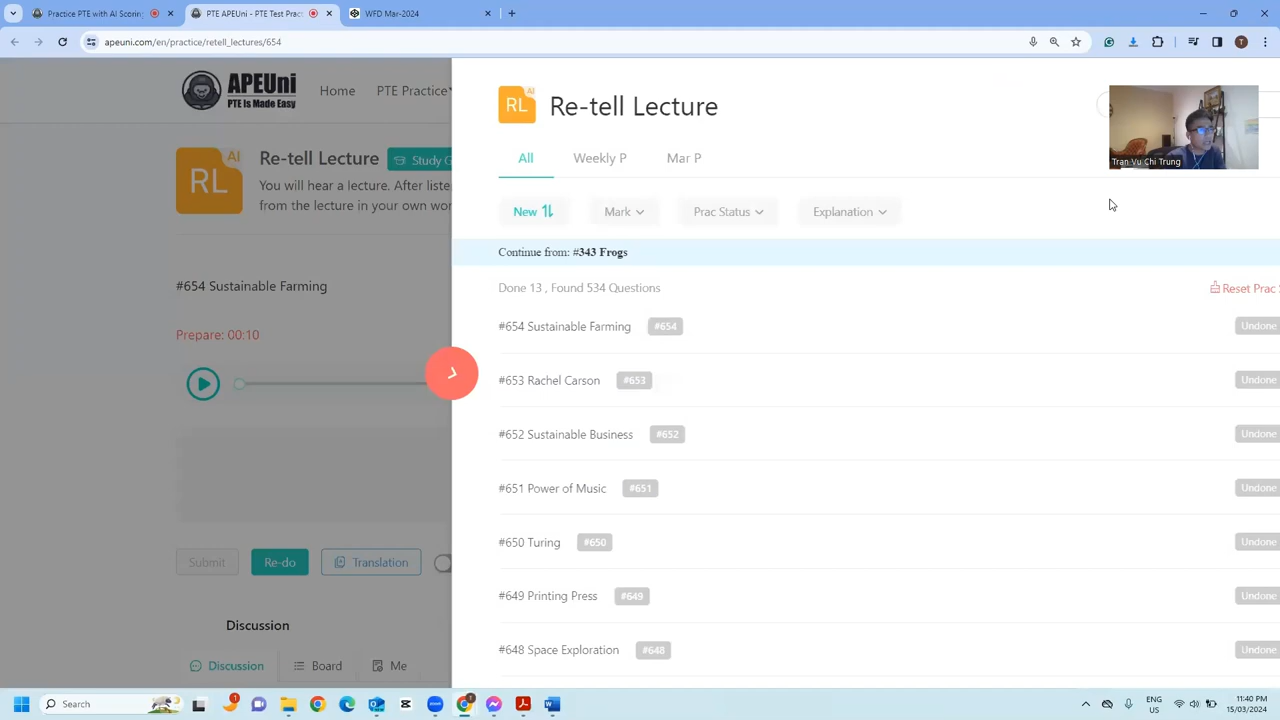 Practice PTE with AI Scoring
APEUni - PTE Test Practice
WFD Mar-2024
apeuni.com/en/practice/retell_lectures/654
T
APEUni
PTE Is Made Easy
Home
PTE Practice
RL
AI
Re-tell Lecture
Study G
You will hear a lecture. After listen
from the lecture in your own wor
#654 Sustainable Farming
Prepare: 00:10
Submit
Re-do
Translation
Discussion
Discussion
Board
Me
RL
AI
Re-tell Lecture
Tran Vu Chi Trung
All
Weekly P
Mar P
New
Mark
Prac Status
Explanation
Continue from: #343 Frogs
Done 13 , Found 534 Questions
Reset Prac S
#654 Sustainable Farming #654 Undone
#653 Rachel Carson #653 Undone
#652 Sustainable Business #652 Undone
#651 Power of Music #651 Undone
#650 Turing #650 Undone
#649 Printing Press #649 Undone
#648 Space Exploration #648 Undone
Search
ENG
US
11:40 PM
15/03/2024